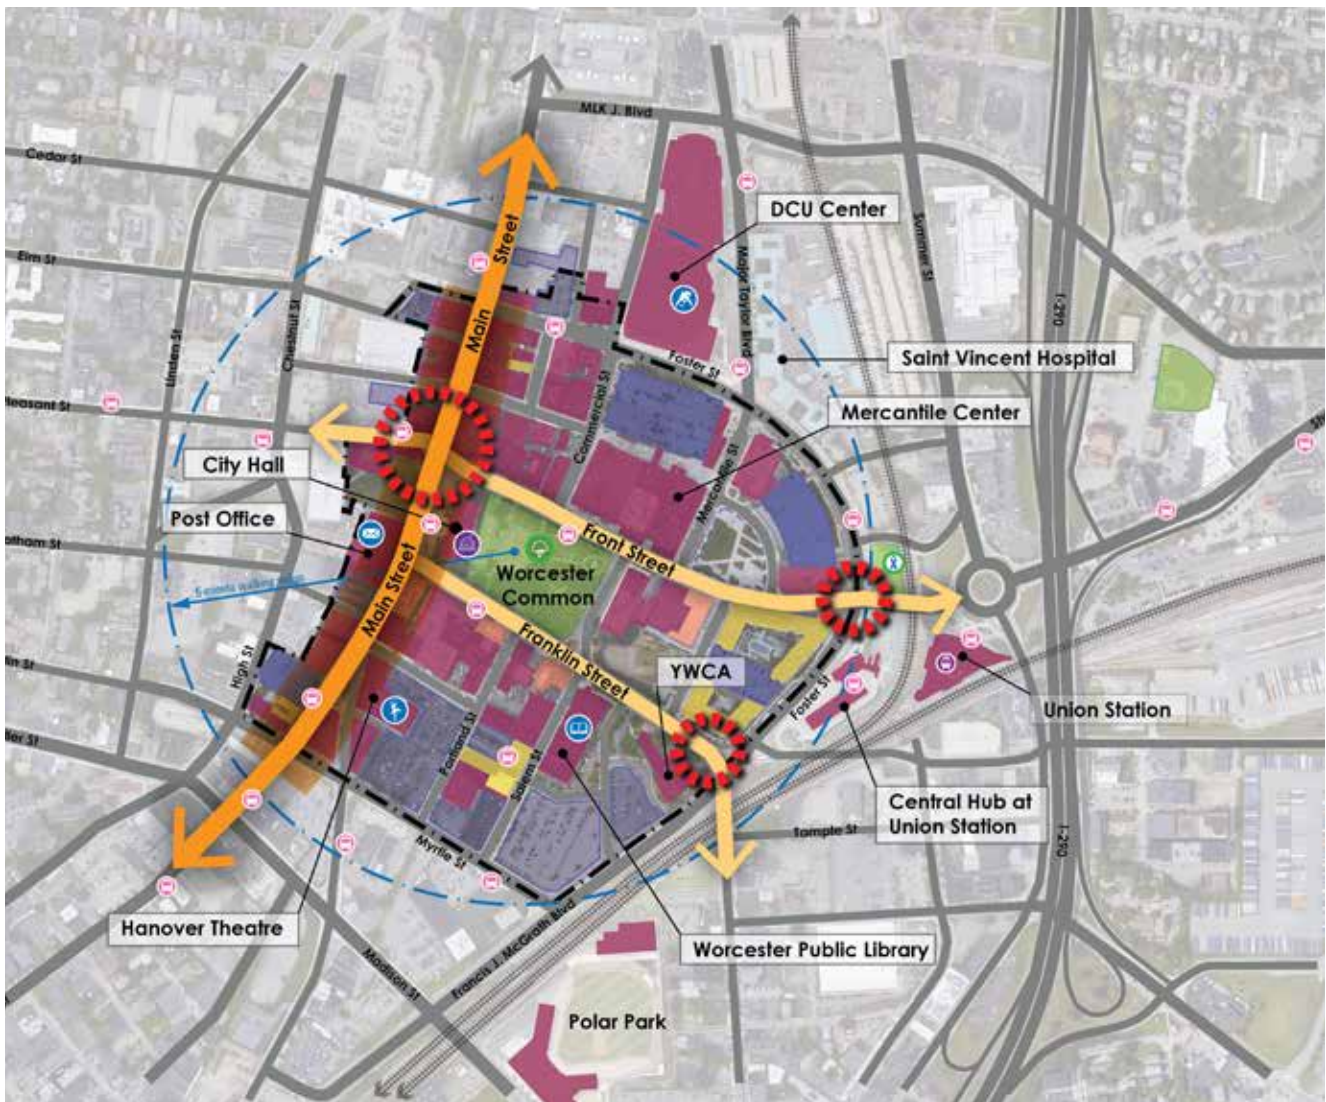 MLK J. Blvd
Cedar St
DCU Center
Main Street
Major Taylor Blvd
Summer St
Elm St
I-290
Linden St
Chestnut St
Foster St
Saint Vincent Hospital
Commercial St
Mercantile Center
Pleasant St
City Hall
Mercantile St
Post Office
Front Street
Worcester
Common
Main Street
Franklin Street
YWCA
High St
Foster St
Union Station
Portland St
Salem St
Central Hub at
Union Station
Temple St
I-290
Myrtle St
Hanover Theatre
Francis J. McGrath Blvd
Worcester Public Library
Madison St
Polar Park